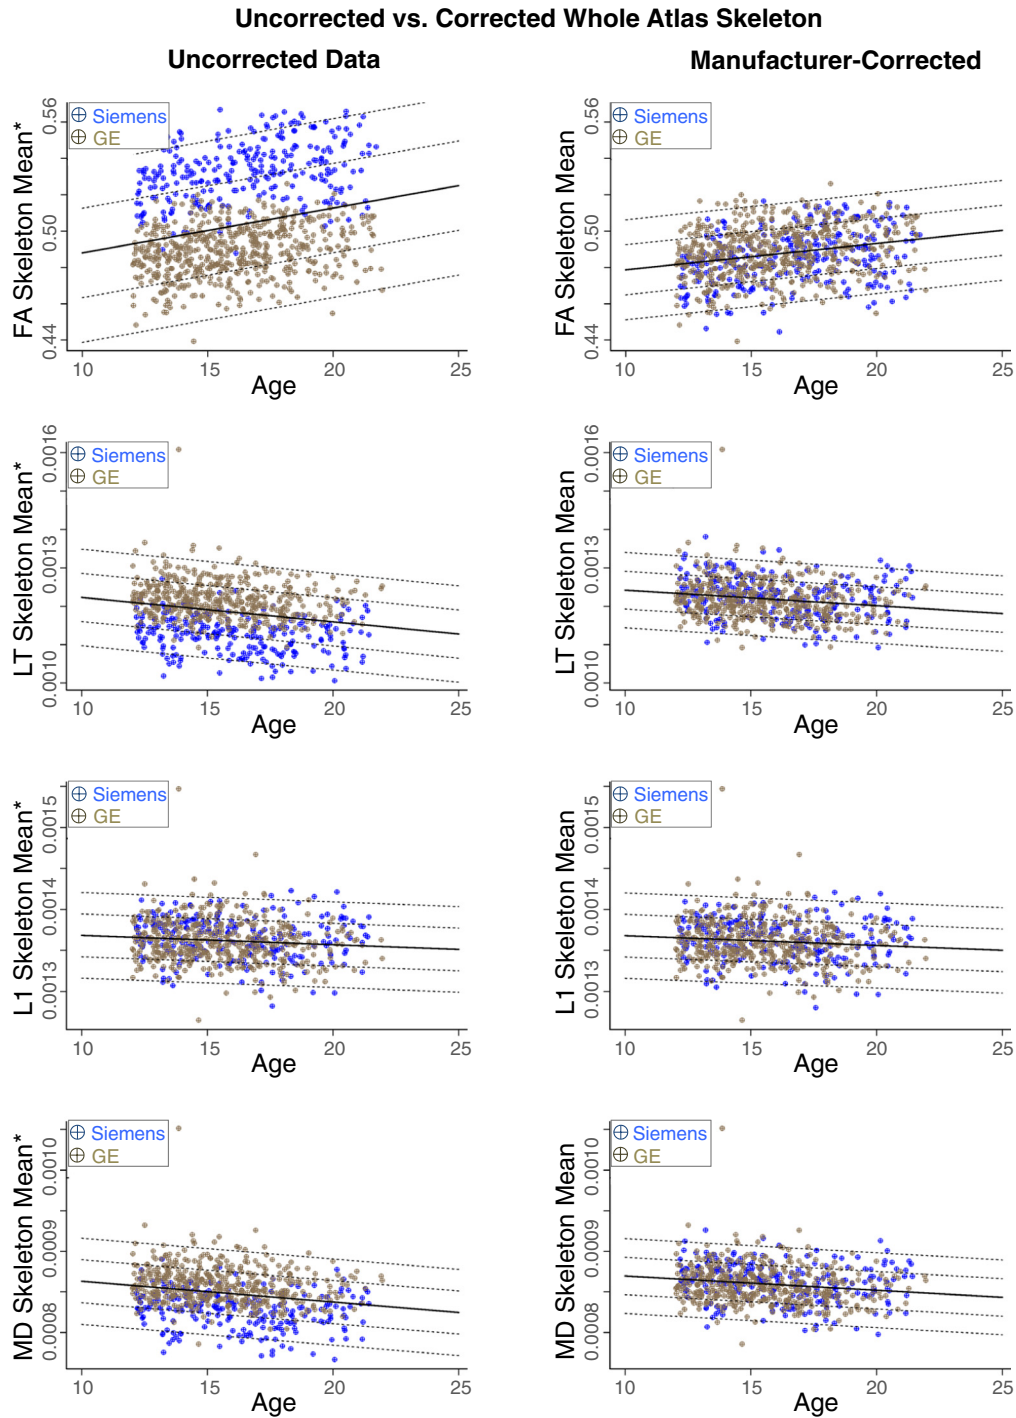 Uncorrected vs. Corrected Whole Atlas Skeleton
Uncorrected Data
Manufacturer-Corrected
FA Skeleton Mean*
0.44 0.50 0.56
Siemens
GE
10 15 20 25
Age
FA Skeleton Mean
0.44 0.50 0.56
Siemens
GE
10 15 20 25
Age
LT Skeleton Mean*
0.0010 0.0013 0.0016
Siemens
GE
10 15 20 25
Age
LT Skeleton Mean
0.0010 0.0013 0.0016
Siemens
GE
10 15 20 25
Age
L1 Skeleton Mean*
0.0013 0.0014 0.0015
Siemens
GE
10 15 20 25
Age
L1 Skeleton Mean
0.0013 0.0014 0.0015
Siemens
GE
10 15 20 25
Age
MD Skeleton Mean*
0.0008 0.0009 0.0010
Siemens
GE
10 15 20 25
Age
MD Skeleton Mean
0.0008 0.0009 0.0010
Siemens
GE
10 15 20 25
Age